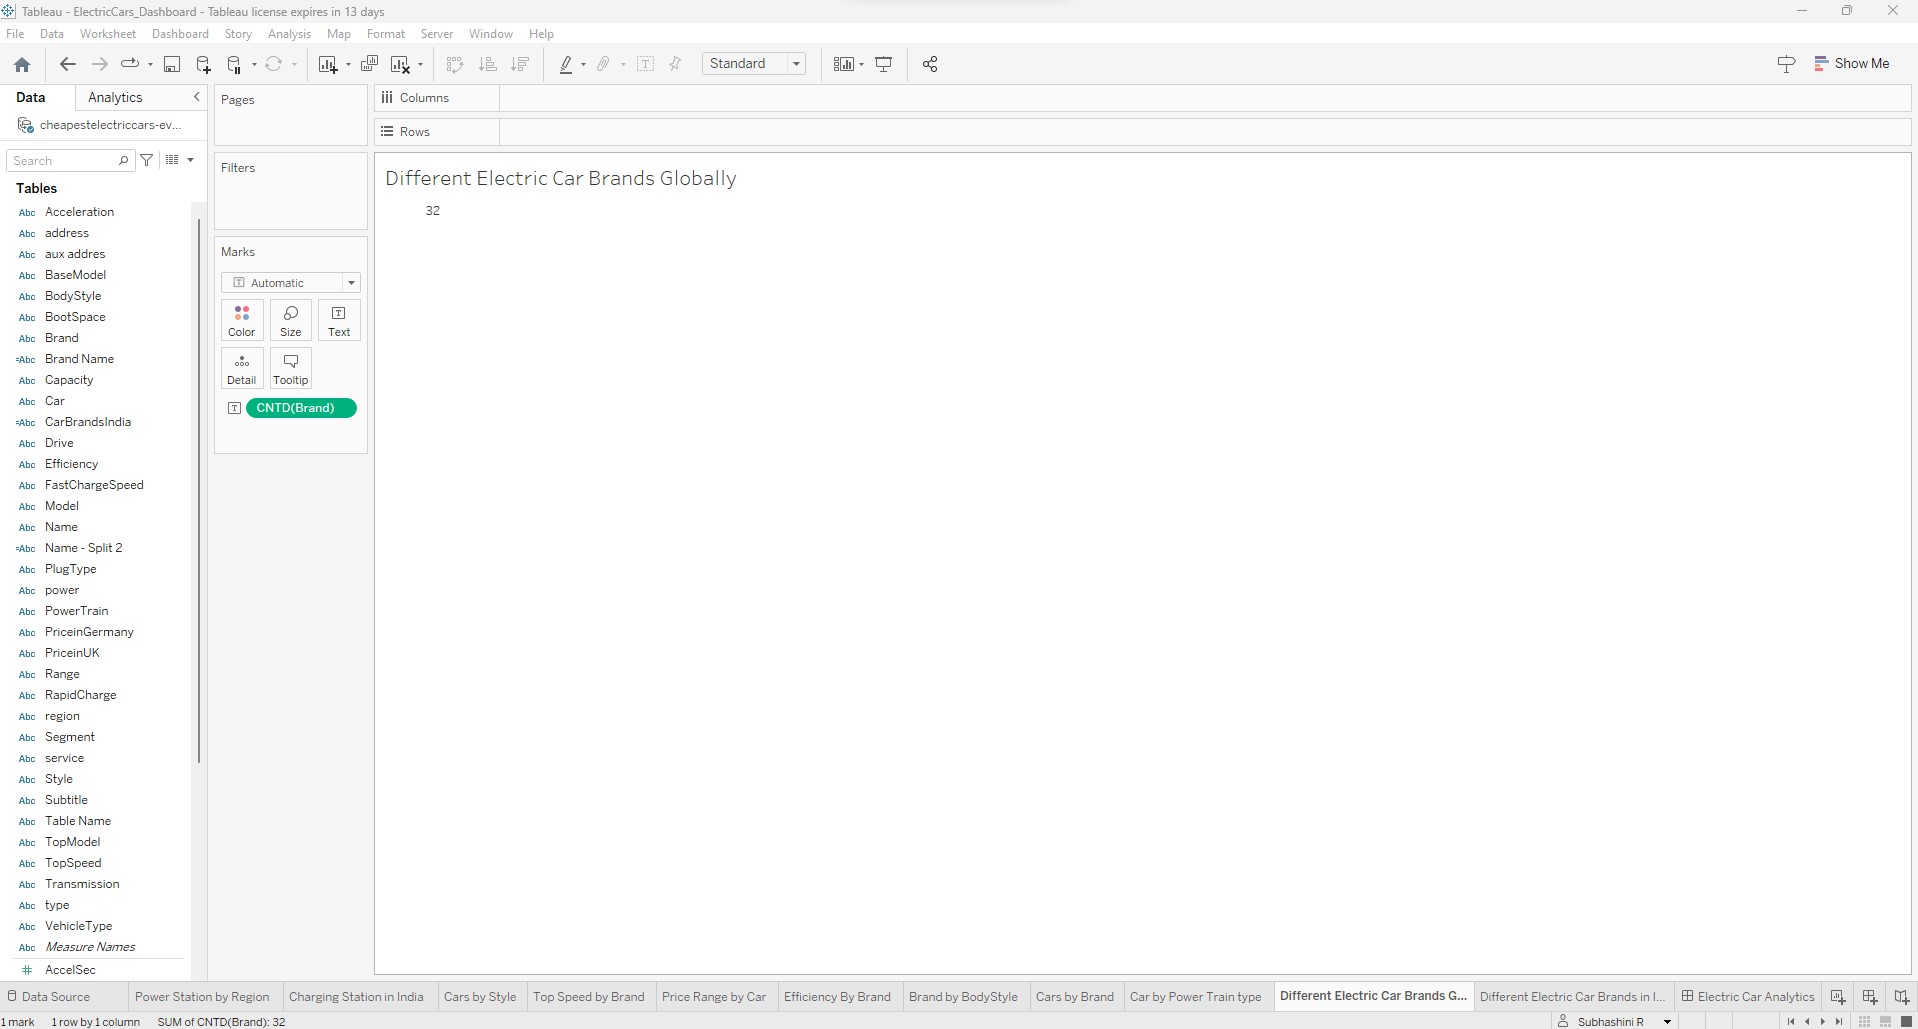 Tableau - ElectricCars_Dashboard - Tableau license expires in 13 days
File Data Worksheet Dashboard Story Analysis Map Format Server Window Help
Standard
Show Me
Data Analytics
cheapestelectriccars-ev...
Search
Tables
Abc Acceleration
Abc address
Abc aux addres
Abc BaseModel
Abc BodyStyle
Abc BootSpace
Abc Brand
=Abc Brand Name
Abc Capacity
Abc Car
=Abc CarBrandsIndia
Abc Drive
Abc Efficiency
Abc FastChargeSpeed
Abc Model
Abc Name
=Abc Name - Split 2
Abc PlugType
Abc power
Abc PowerTrain
Abc PriceinGermany
Abc PriceinUK
Abc Range
Abc RapidCharge
Abc region
Abc Segment
Abc service
Abc Style
Abc Subtitle
Abc Table Name
Abc TopModel
Abc TopSpeed
Abc Transmission
Abc type
Abc VehicleType
Abc Measure Names
# AccelSec
Pages
Filters
Marks
T Automatic
Color Size T Text
Detail Tooltip
T CNTD(Brand)
Columns
Rows
Different Electric Car Brands Globally
32
Data Source Power Station by Region Charging Station in India Cars by Style Top Speed by Brand Price Range by Car Efficiency By Brand Brand by BodyStyle Cars by Brand Car by Power Train type Different Electric Car Brands G... Different Electric Car Brands in I... Electric Car Analytics
1 mark 1 row by 1 column SUM of CNTD(Brand): 32 Subhashini R